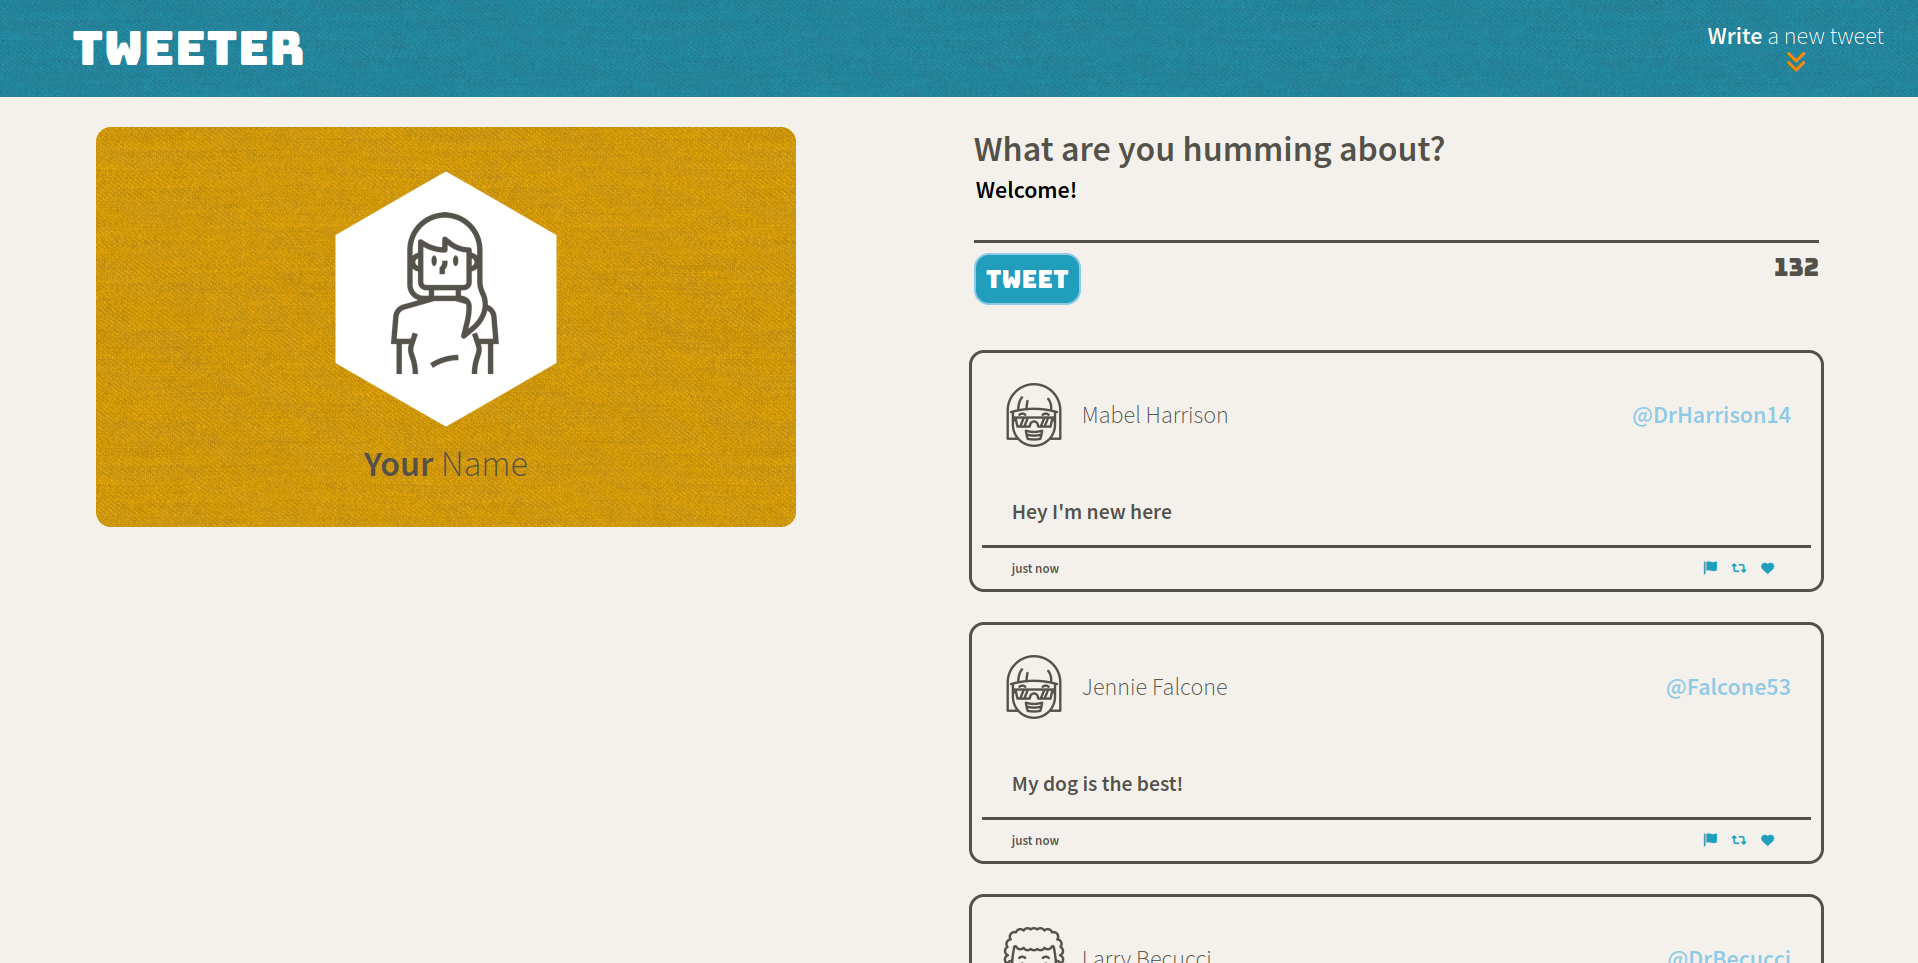 TWEETER
Write a new tweet
Your Name
What are you humming about?
Welcome!
TWEET
132
Mabel Harrison
@DrHarrison14
Hey I'm new here
just now
Jennie Falcone
@Falcone53
My dog is the best!
just now
Larry Becucci
@DrBecucci